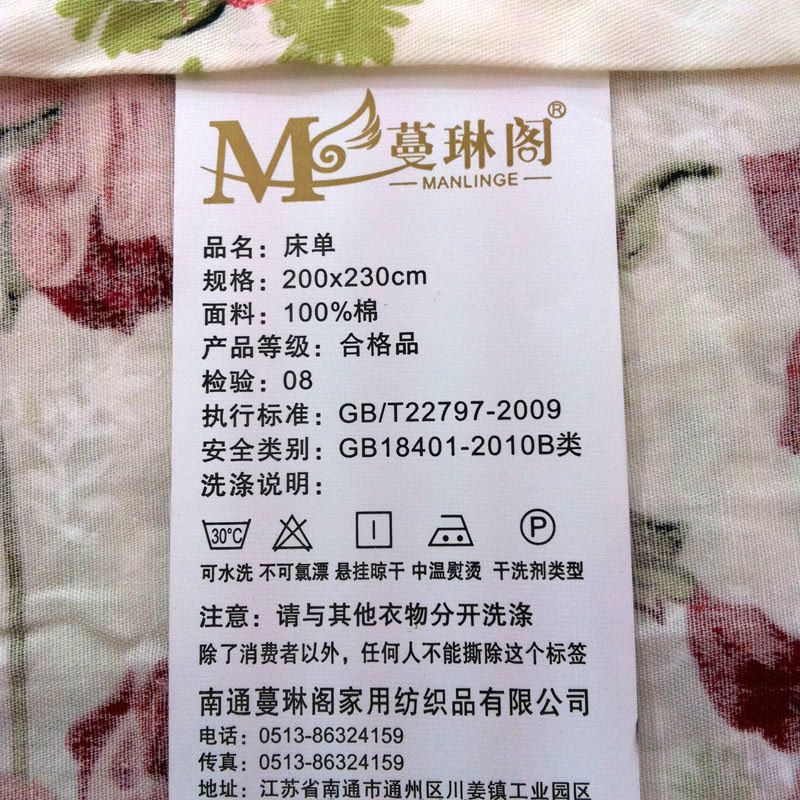 M 蔓琳阁®
MANLINGE
品名：床单
规格：200x230cm
面料：100%棉
产品等级：合格品
检验：08
执行标准：GB/T22797-2009
安全类别：GB18401-2010B类
洗涤说明：
30°C P
可水洗 不可氯漂 悬挂晾干 中温熨烫 干洗剂类型
注意：请与其他衣物分开洗涤
除了消费者以外，任何人不能撕除这个标签
南通蔓琳阁家用纺织品有限公司
电话：0513-86324159
传真：0513-86324159
地址：江苏省南通市通州区川姜镇工业园区